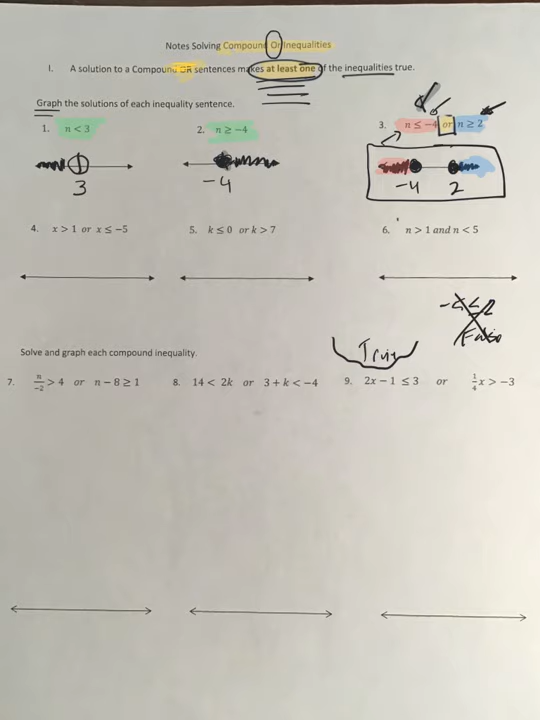 Notes Solving Compound Or Inequalities
I. A solution to a Compound OR sentences makes at least one of the inequalities true.
Graph the solutions of each inequality sentence.
1. n < 3 2. n ≥ −4 3. n ≤ −4 or n ≥ 2
3 −4 −4 2
4. x > 1 or x ≤ −5 5. k ≤ 0 or k > 7 6. n > 1 and n < 5
False
Solve and graph each compound inequality.
7. n/−2 > 4 or n − 8 ≥ 1 8. 14 < 2k or 3 + k < −4 9. 2x − 1 ≤ 3 or 1/4 x > −3